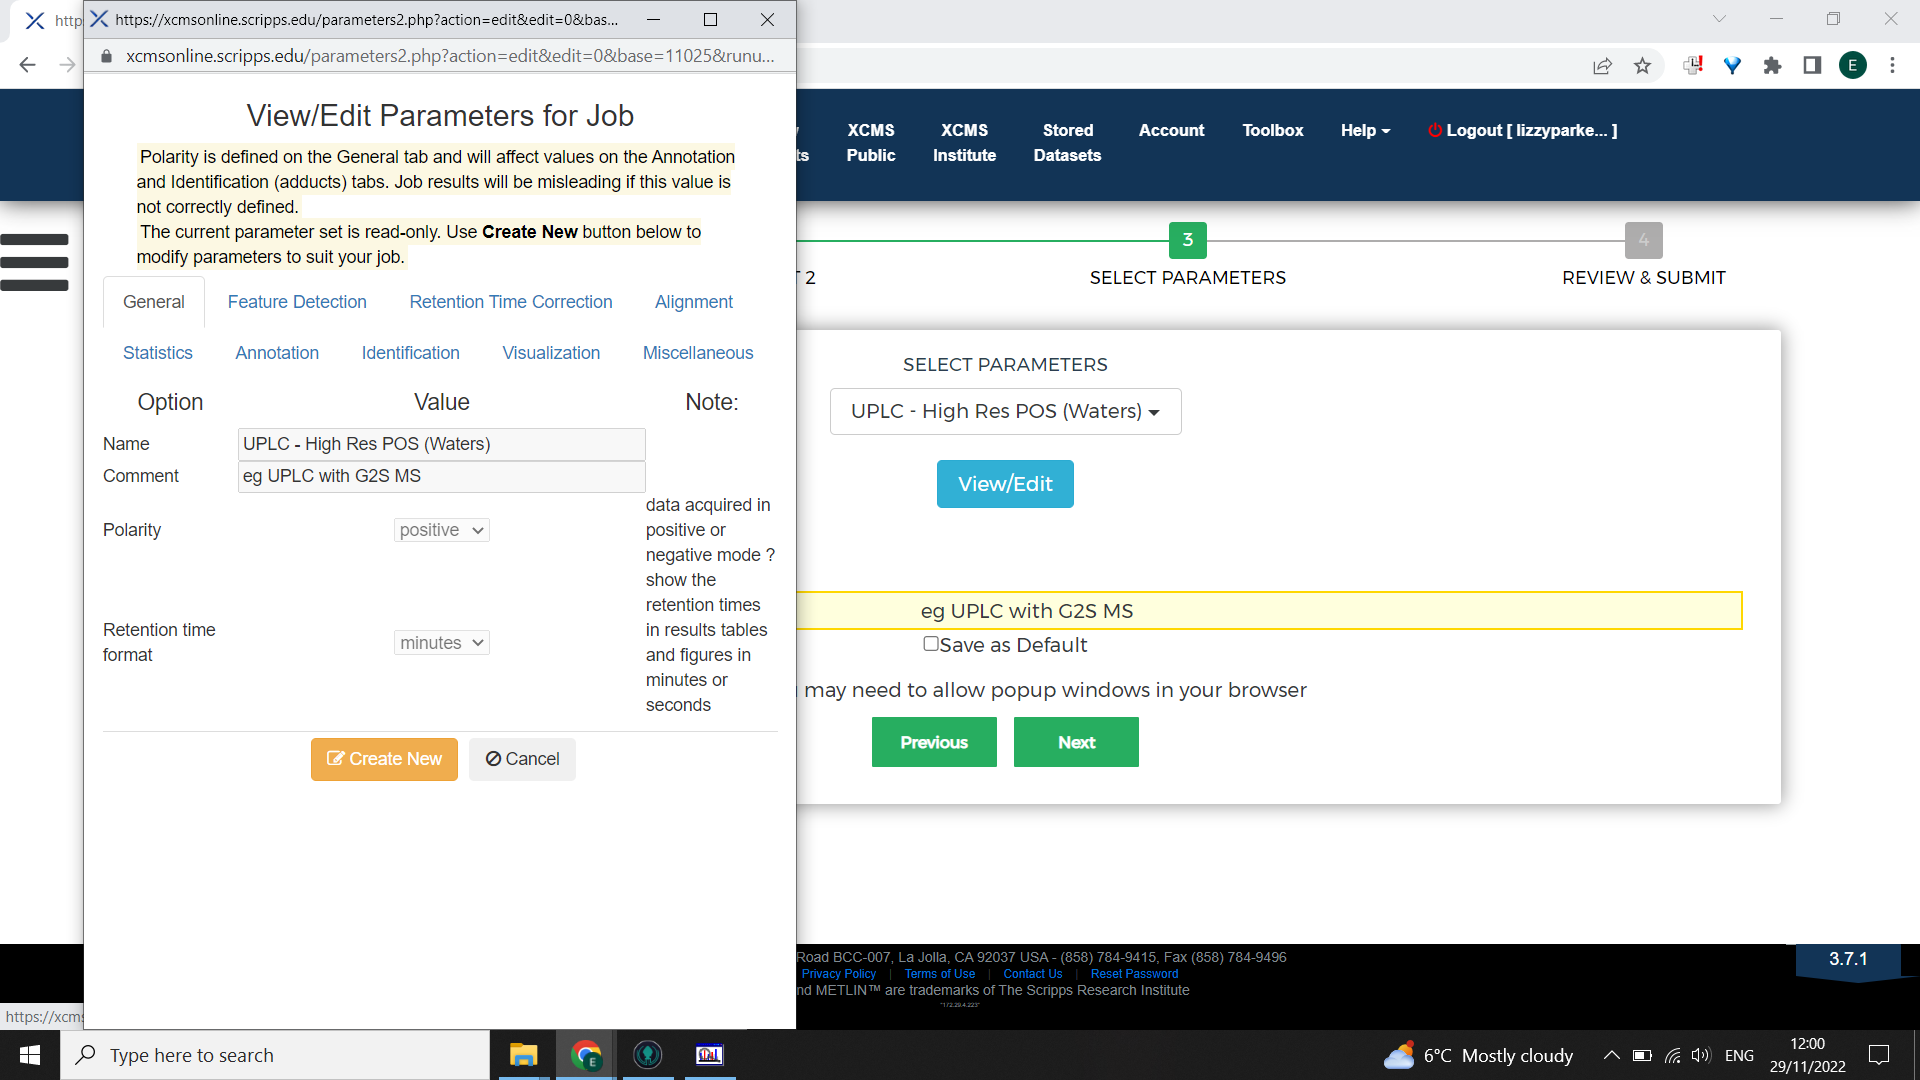 http
https://xcmsonline.scripps.edu/parameters2.php?action=edit&edit=0&bas...
xcmsonline.scripps.edu/parameters2.php?action=edit&edit=0&base=11025&runu...
E
View/Edit Parameters for Job
Polarity is defined on the General tab and will affect values on the Annotation
and Identification (adducts) tabs. Job results will be misleading if this value is
not correctly defined.
The current parameter set is read-only. Use Create New button below to
modify parameters to suit your job.
General Feature Detection Retention Time Correction Alignment
Statistics Annotation Identification Visualization Miscellaneous
Option Value Note:
Name UPLC - High Res POS (Waters)
Comment eg UPLC with G2S MS
Polarity positive
data acquired in
positive or
negative mode ?
Retention time
format
minutes
show the
retention times
in results tables
and figures in
minutes or
seconds
Create New Cancel
ts
XCMS
Public
XCMS
Institute
Stored
Datasets
Account
Toolbox
Help
Logout [ lizzyparke... ]
3
4
T 2
SELECT PARAMETERS
REVIEW & SUBMIT
SELECT PARAMETERS
UPLC - High Res POS (Waters)
View/Edit
eg UPLC with G2S MS
Save as Default
may need to allow popup windows in your browser
Previous
Next
Road BCC-007, La Jolla, CA 92037 USA - (858) 784-9415, Fax (858) 784-9496
Privacy Policy | Terms of Use | Contact Us | Reset Password
nd METLIN™ are trademarks of The Scripps Research Institute
3.7.1
https://xcms
Type here to search
E
6°C Mostly cloudy
ENG
12:00
29/11/2022